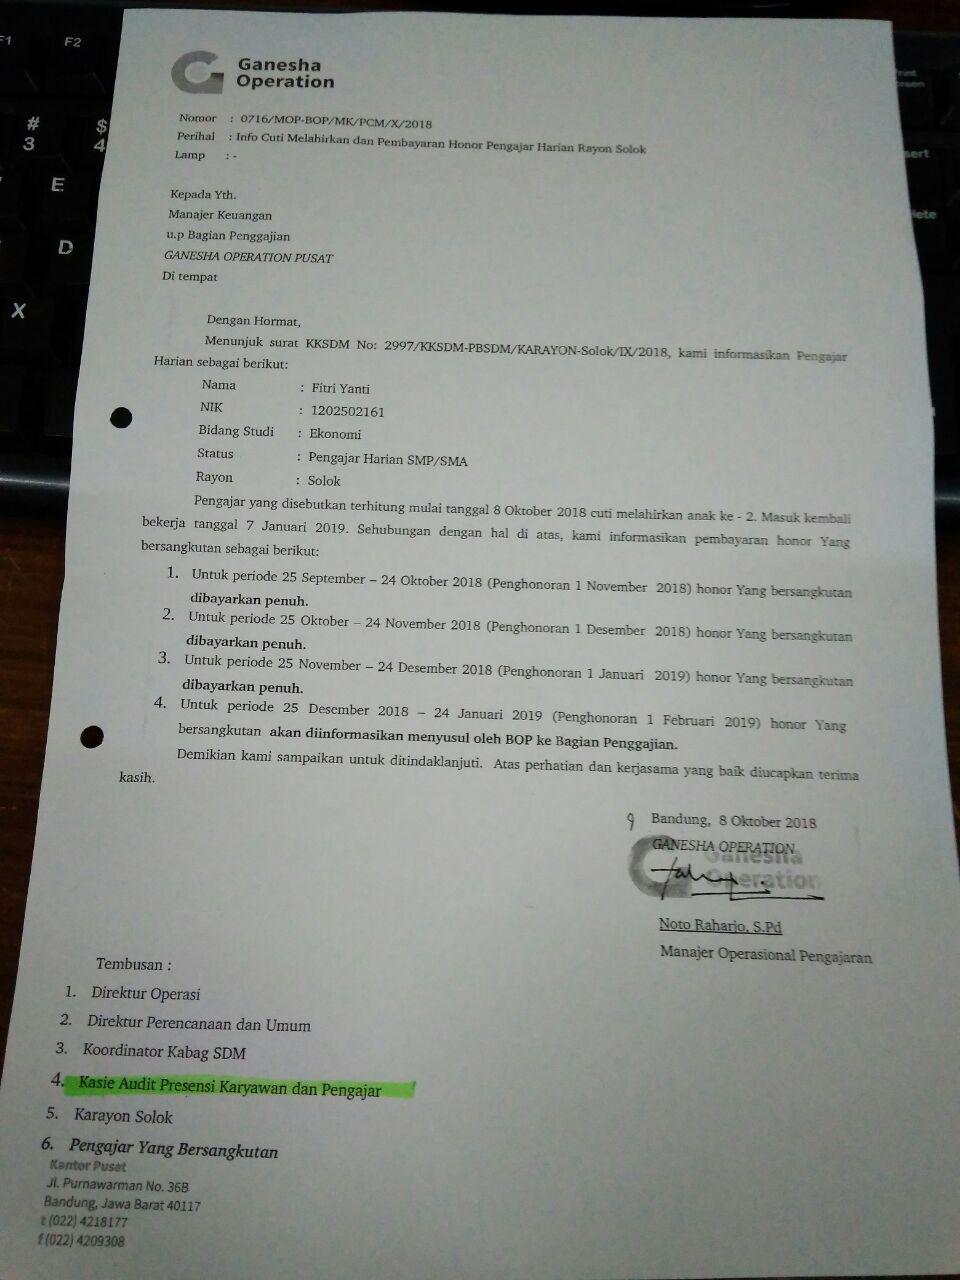 F1
F2
#
3
$
4
E
D
X
Ganesha
Operation
Nomor : 0716/MOP-BOP/MK/PCM/X/2018
Perihal : Info Cuti Melahirkan dan Pembayaran Honor Pengajar Harian Rayon Solok
Lamp : -
Kepada Yth.
Manajer Keuangan
u.p Bagian Penggajian
GANESHA OPERATION PUSAT
Di tempat
Dengan Hormat,
Menunjuk surat KKSDM No: 2997/KKSDM-PBSDM/KARAYON-Solok/IX/2018, kami informasikan Pengajar
Harian sebagai berikut:
Nama : Fitri Yanti
NIK : 1202502161
Bidang Studi : Ekonomi
Status : Pengajar Harian SMP/SMA
Rayon : Solok
Pengajar yang disebutkan terhitung mulai tanggal 8 Oktober 2018 cuti melahirkan anak ke - 2. Masuk kembali
bekerja tanggal 7 Januari 2019. Sehubungan dengan hal di atas, kami informasikan pembayaran honor Yang
bersangkutan sebagai berikut:
1. Untuk periode 25 September – 24 Oktober 2018 (Penghonoran 1 November 2018) honor Yang bersangkutan
dibayarkan penuh.
2. Untuk periode 25 Oktober – 24 November 2018 (Penghonoran 1 Desember 2018) honor Yang bersangkutan
dibayarkan penuh.
3. Untuk periode 25 November – 24 Desember 2018 (Penghonoran 1 Januari 2019) honor Yang bersangkutan
dibayarkan penuh.
4. Untuk periode 25 Desember 2018 – 24 Januari 2019 (Penghonoran 1 Februari 2019) honor Yang
bersangkutan akan diinformasikan menyusul oleh BOP ke Bagian Penggajian.
Demikian kami sampaikan untuk ditindaklanjuti. Atas perhatian dan kerjasama yang baik diucapkan terima
kasih.
Bandung, 8 Oktober 2018
GANESHA OPERATION
Ganesha
Operation
Noto Raharjo, S.Pd
Manajer Operasional Pengajaran
Tembusan :
1. Direktur Operasi
2. Direktur Perencanaan dan Umum
3. Koordinator Kabag SDM
4. Kasie Audit Presensi Karyawan dan Pengajar
5. Karayon Solok
6. Pengajar Yang Bersangkutan
Kantor Pusat
Jl. Purnawarman No. 36B
Bandung, Jawa Barat 40117
t (022) 4218177
f (022) 4209308